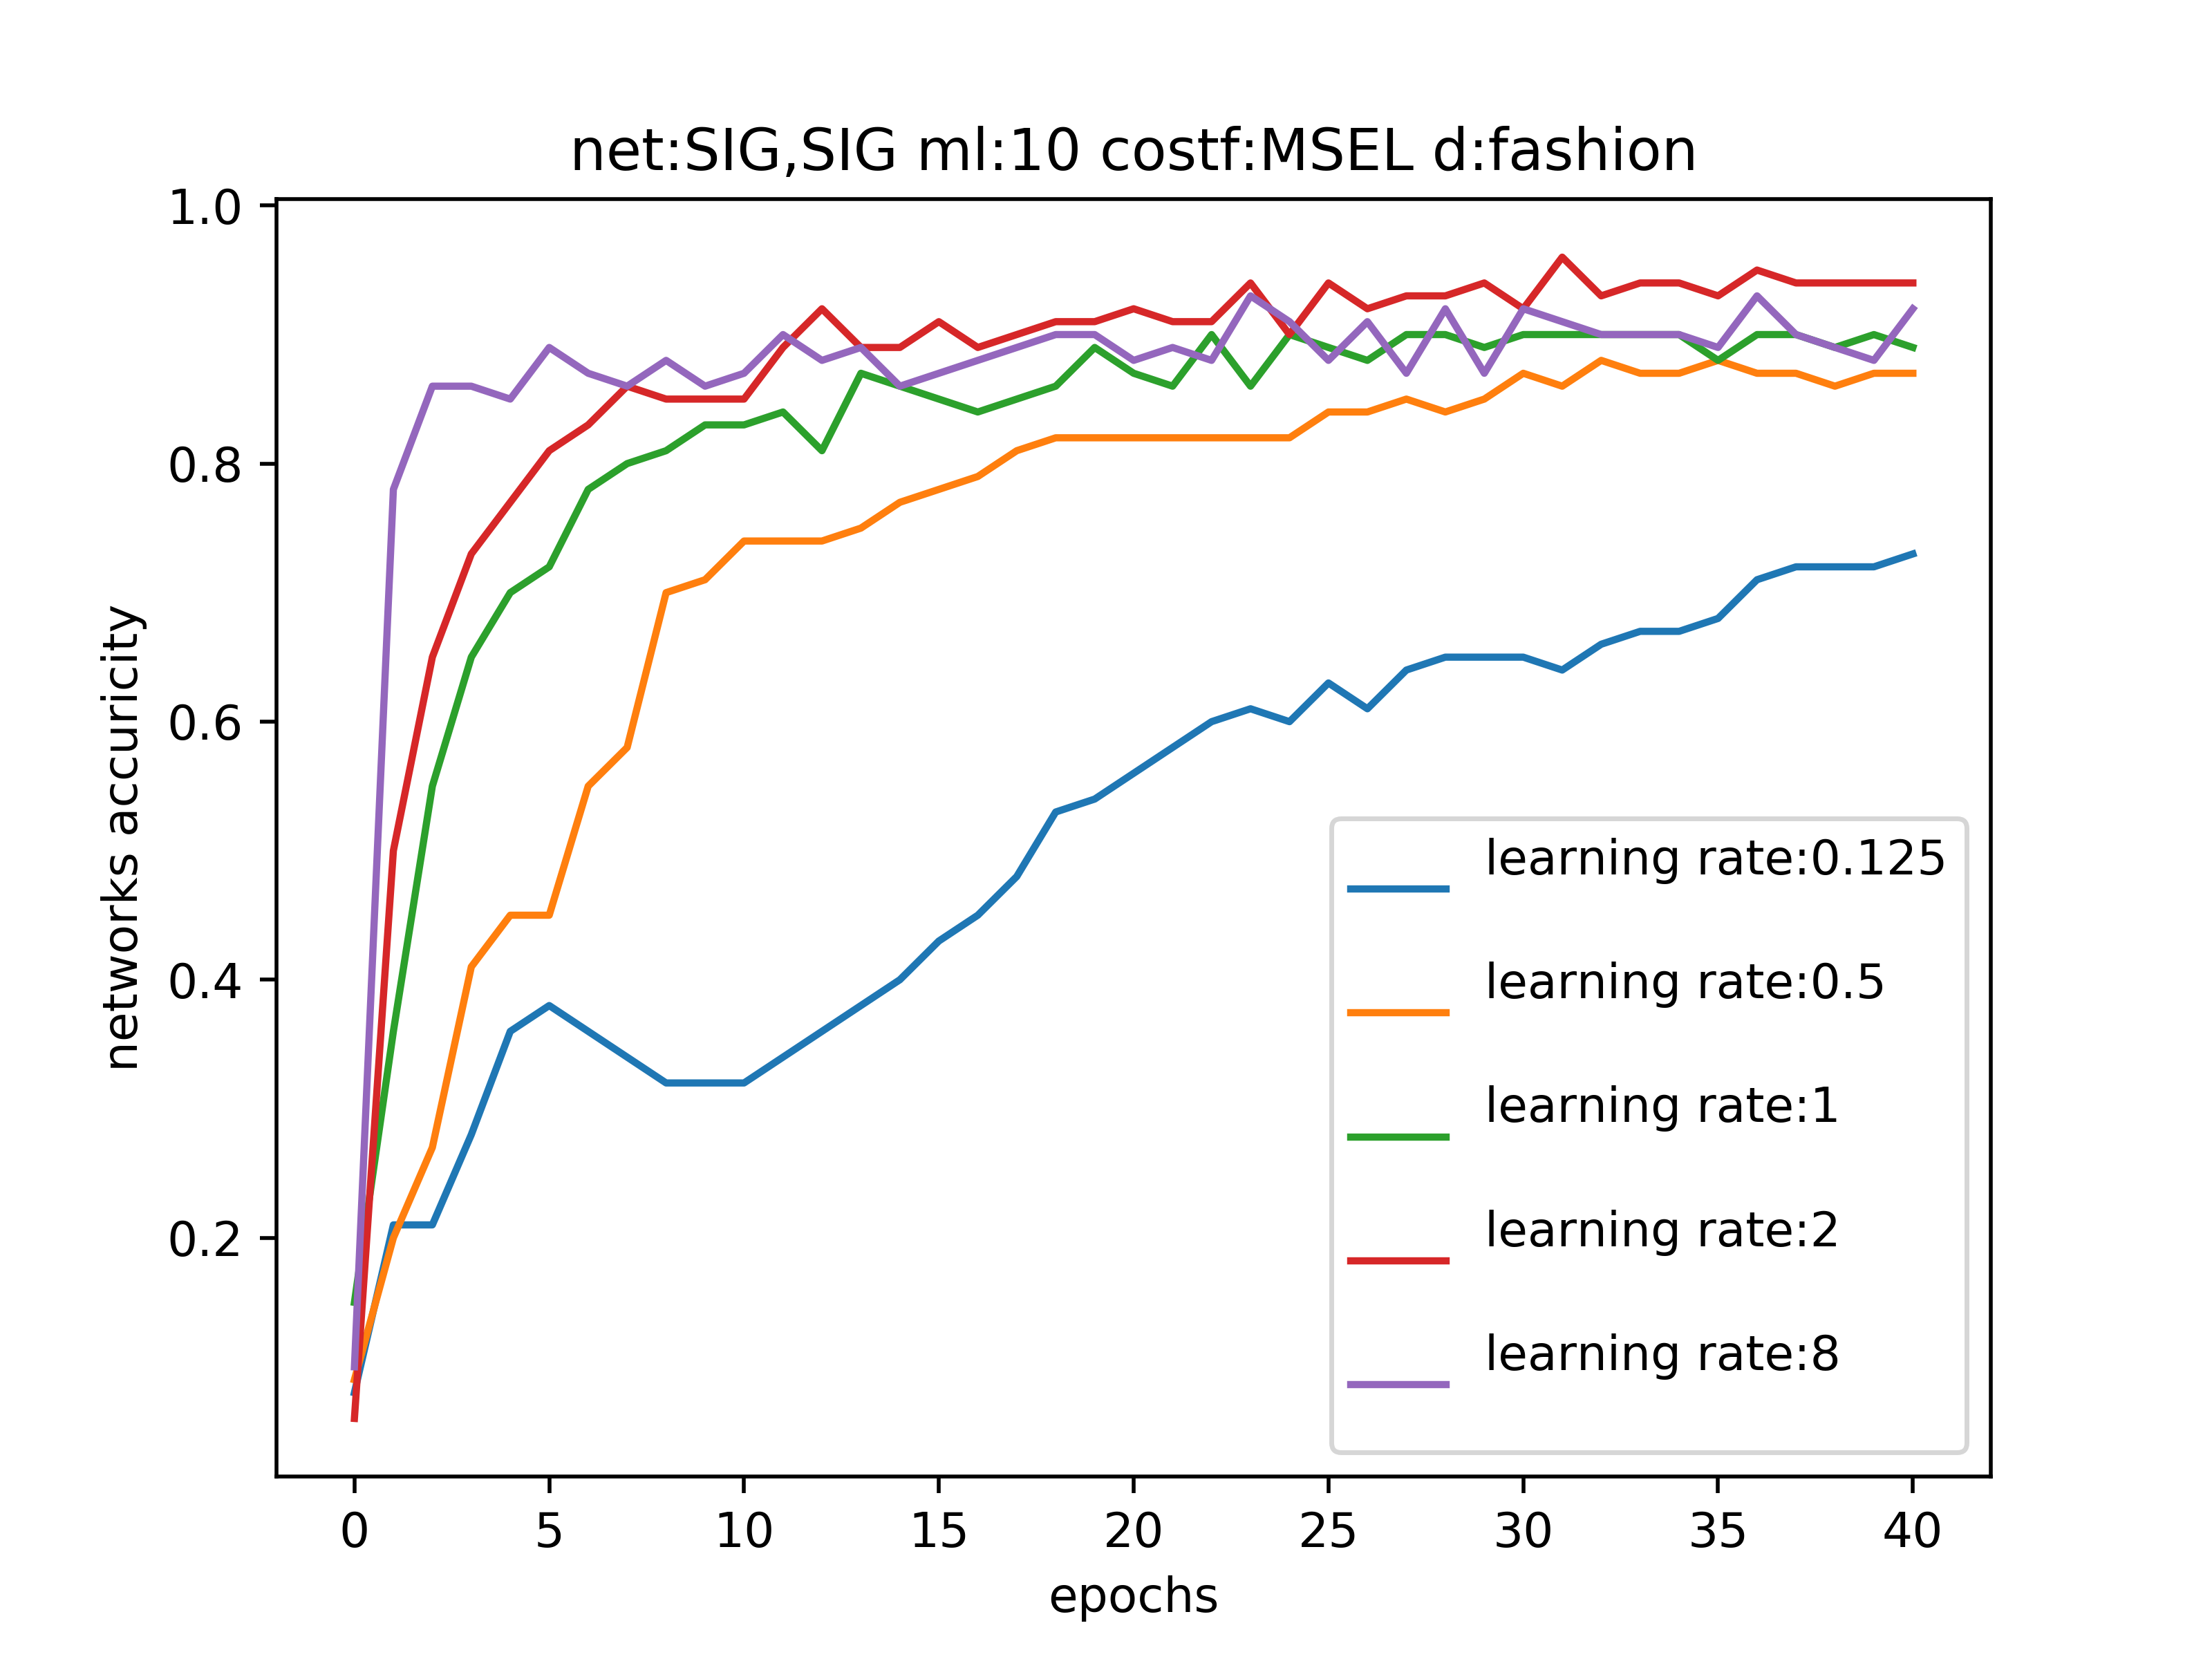 net:SIG,SIG ml:10 costf:MSEL d:fashion
1.0
0.8
0.6
0.4
0.2
networks accuricity
learning rate:0.125
learning rate:0.5
learning rate:1
learning rate:2
learning rate:8
0 5 10 15 20 25 30 35 40
epochs